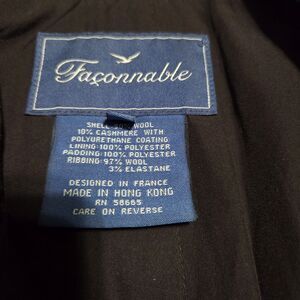 Façonnable
SHELL: 90% WOOL
10% CASHMERE WITH
POLYURETHANE COATING
LINING: 100% POLYESTER
PADDING: 100% POLYESTER
RIBBING: 97% WOOL
3% ELASTANE
DESIGNED IN FRANCE
MADE IN HONG KONG
RN 58665
CARE ON REVERSE